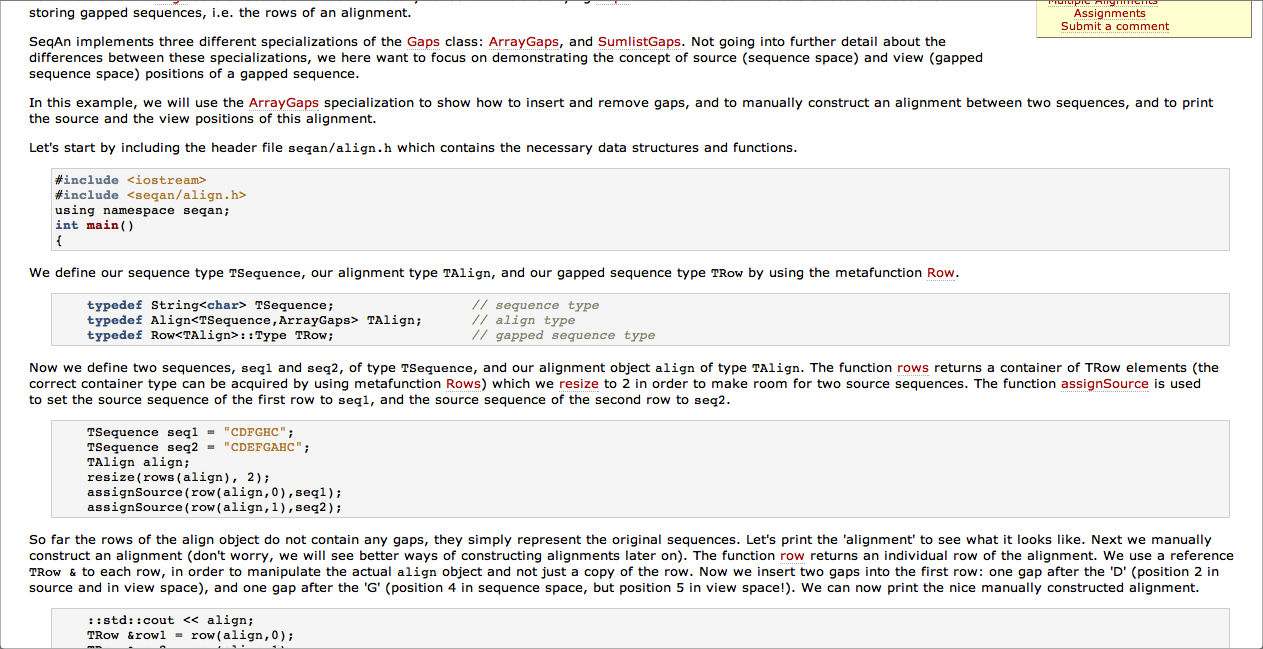 Multiple Alignments
storing gapped sequences, i.e. the rows of an alignment.
Assignments
Submit a comment
SeqAn implements three different specializations of the Gaps class: ArrayGaps, and SumlistGaps. Not going into further detail about the
differences between these specializations, we here want to focus on demonstrating the concept of source (sequence space) and view (gapped
sequence space) positions of a gapped sequence.
In this example, we will use the ArrayGaps specialization to show how to insert and remove gaps, and to manually construct an alignment between two sequences, and to print
the source and the view positions of this alignment.
Let's start by including the header file seqan/align.h which contains the necessary data structures and functions.
#include <iostream>
#include <seqan/align.h>
using namespace seqan;
int main()
{
We define our sequence type TSequence, our alignment type TAlign, and our gapped sequence type TRow by using the metafunction Row.
typedef String<char> TSequence; // sequence type
typedef Align<TSequence,ArrayGaps> TAlign; // align type
typedef Row<TAlign>::Type TRow; // gapped sequence type
Now we define two sequences, seq1 and seq2, of type TSequence, and our alignment object align of type TAlign. The function rows returns a container of TRow elements (the
correct container type can be acquired by using metafunction Rows) which we resize to 2 in order to make room for two source sequences. The function assignSource is used
to set the source sequence of the first row to seq1, and the source sequence of the second row to seq2.
TSequence seq1 = "CDFGHC";
TSequence seq2 = "CDEFGAHC";
TAlign align;
resize(rows(align), 2);
assignSource(row(align,0),seq1);
assignSource(row(align,1),seq2);
So far the rows of the align object do not contain any gaps, they simply represent the original sequences. Let's print the 'alignment' to see what it looks like. Next we manually
construct an alignment (don't worry, we will see better ways of constructing alignments later on). The function row returns an individual row of the alignment. We use a reference
TRow & to each row, in order to manipulate the actual align object and not just a copy of the row. Now we insert two gaps into the first row: one gap after the 'D' (position 2 in
source and in view space), and one gap after the 'G' (position 4 in sequence space, but position 5 in view space!). We can now print the nice manually constructed alignment.
::std::cout << align;
TRow &row1 = row(align,0);